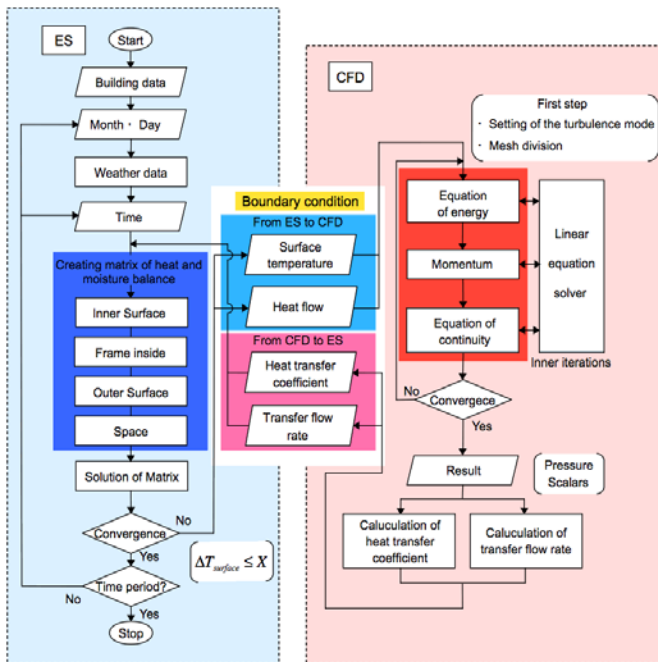 ES
Start
Building data
Month・ Day
Weather data
Time
Creating matrix of heat and
moisture balance
Inner Surface
Frame inside
Outer Surface
Space
Solution of Matrix
Convergence
No
Yes
ΔTsurface ≤ X
Time period?
No
Yes
Stop
Boundary condition
From ES to CFD
Surface
temperature
Heat flow
From CFD to ES
Heat transfer
coefficient
Transfer flow
rate
CFD
First step
・ Setting of the turbulence mode
・ Mesh division
Equation
of energy
Momentum
Equation of
continuity
Linear
equation
solver
Inner iterations
No
Convergece
Yes
Result
Pressure
Scalars
Caluculation of
heat transfer
coefficient
Caluculation of
transfer flow rate